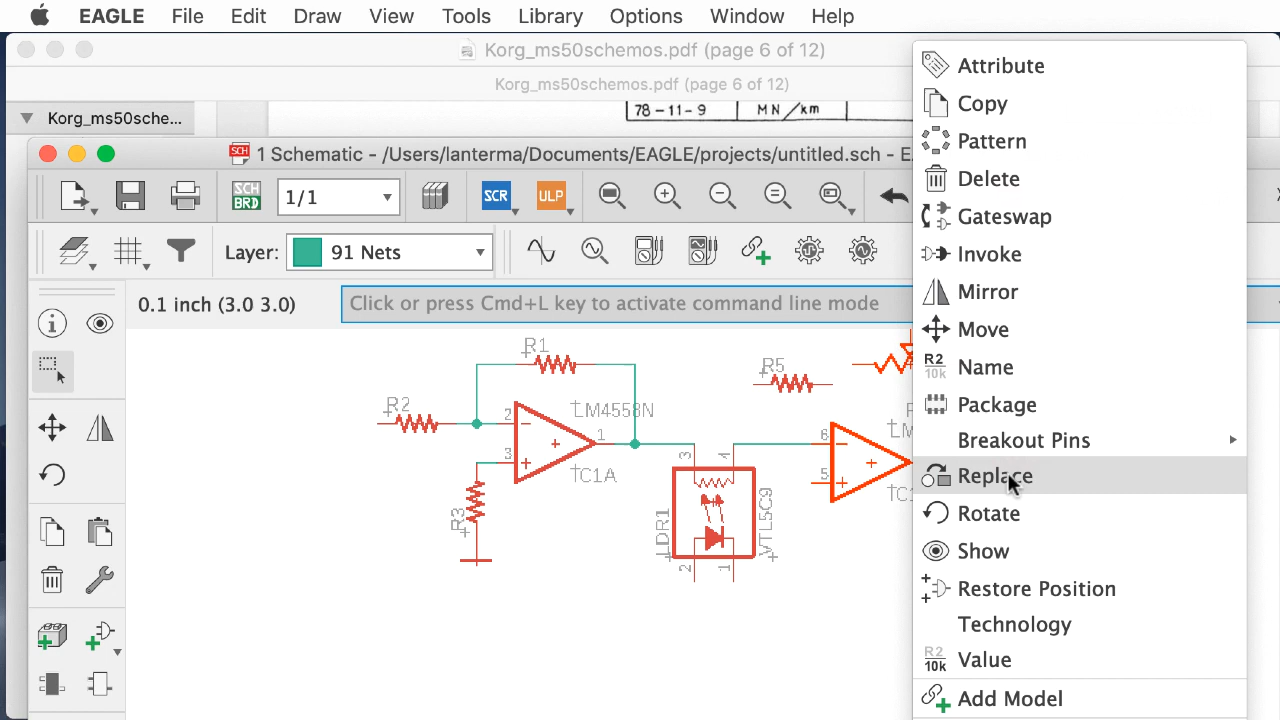 EAGLE File Edit Draw View Tools Library Options Window Help
Korg_ms50schemos.pdf (page 6 of 12)
Korg_ms50schemos.pdf (page 6 of 12)
Korg_ms50sche...
78-11-9 MN/km
SCH 1 Schematic - /Users/lanterma/Documents/EAGLE/projects/untitled.sch - E
SCH
BRD
1/1
SCR
ULP
Layer: 91 Nets
0.1 inch (3.0 3.0)
Click or press Cmd+L key to activate command line mode
R1
R2
LM4558N
2
1
3
TC1A
R3
R5
LM
6
5
TC
3
4
LDR1
VTL5C9
2
1
Attribute
Copy
Pattern
Delete
Gateswap
Invoke
Mirror
Move
R2
10k
Name
Package
Breakout Pins
Replace
Rotate
Show
Restore Position
Technology
R2
10k
Value
Add Model